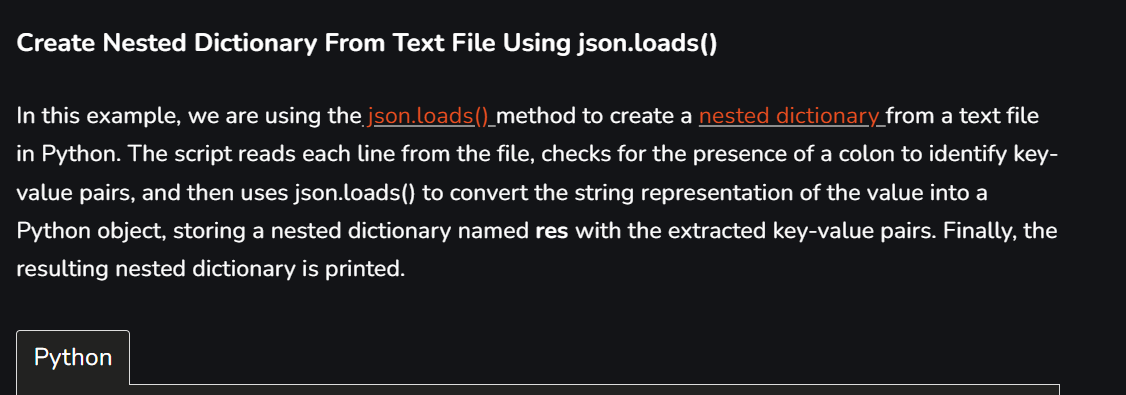 Create Nested Dictionary From Text File Using json.loads()
In this example, we are using the json.loads() method to create a nested dictionary from a text file
in Python. The script reads each line from the file, checks for the presence of a colon to identify key-
value pairs, and then uses json.loads() to convert the string representation of the value into a
Python object, storing a nested dictionary named res with the extracted key-value pairs. Finally, the
resulting nested dictionary is printed.
Python